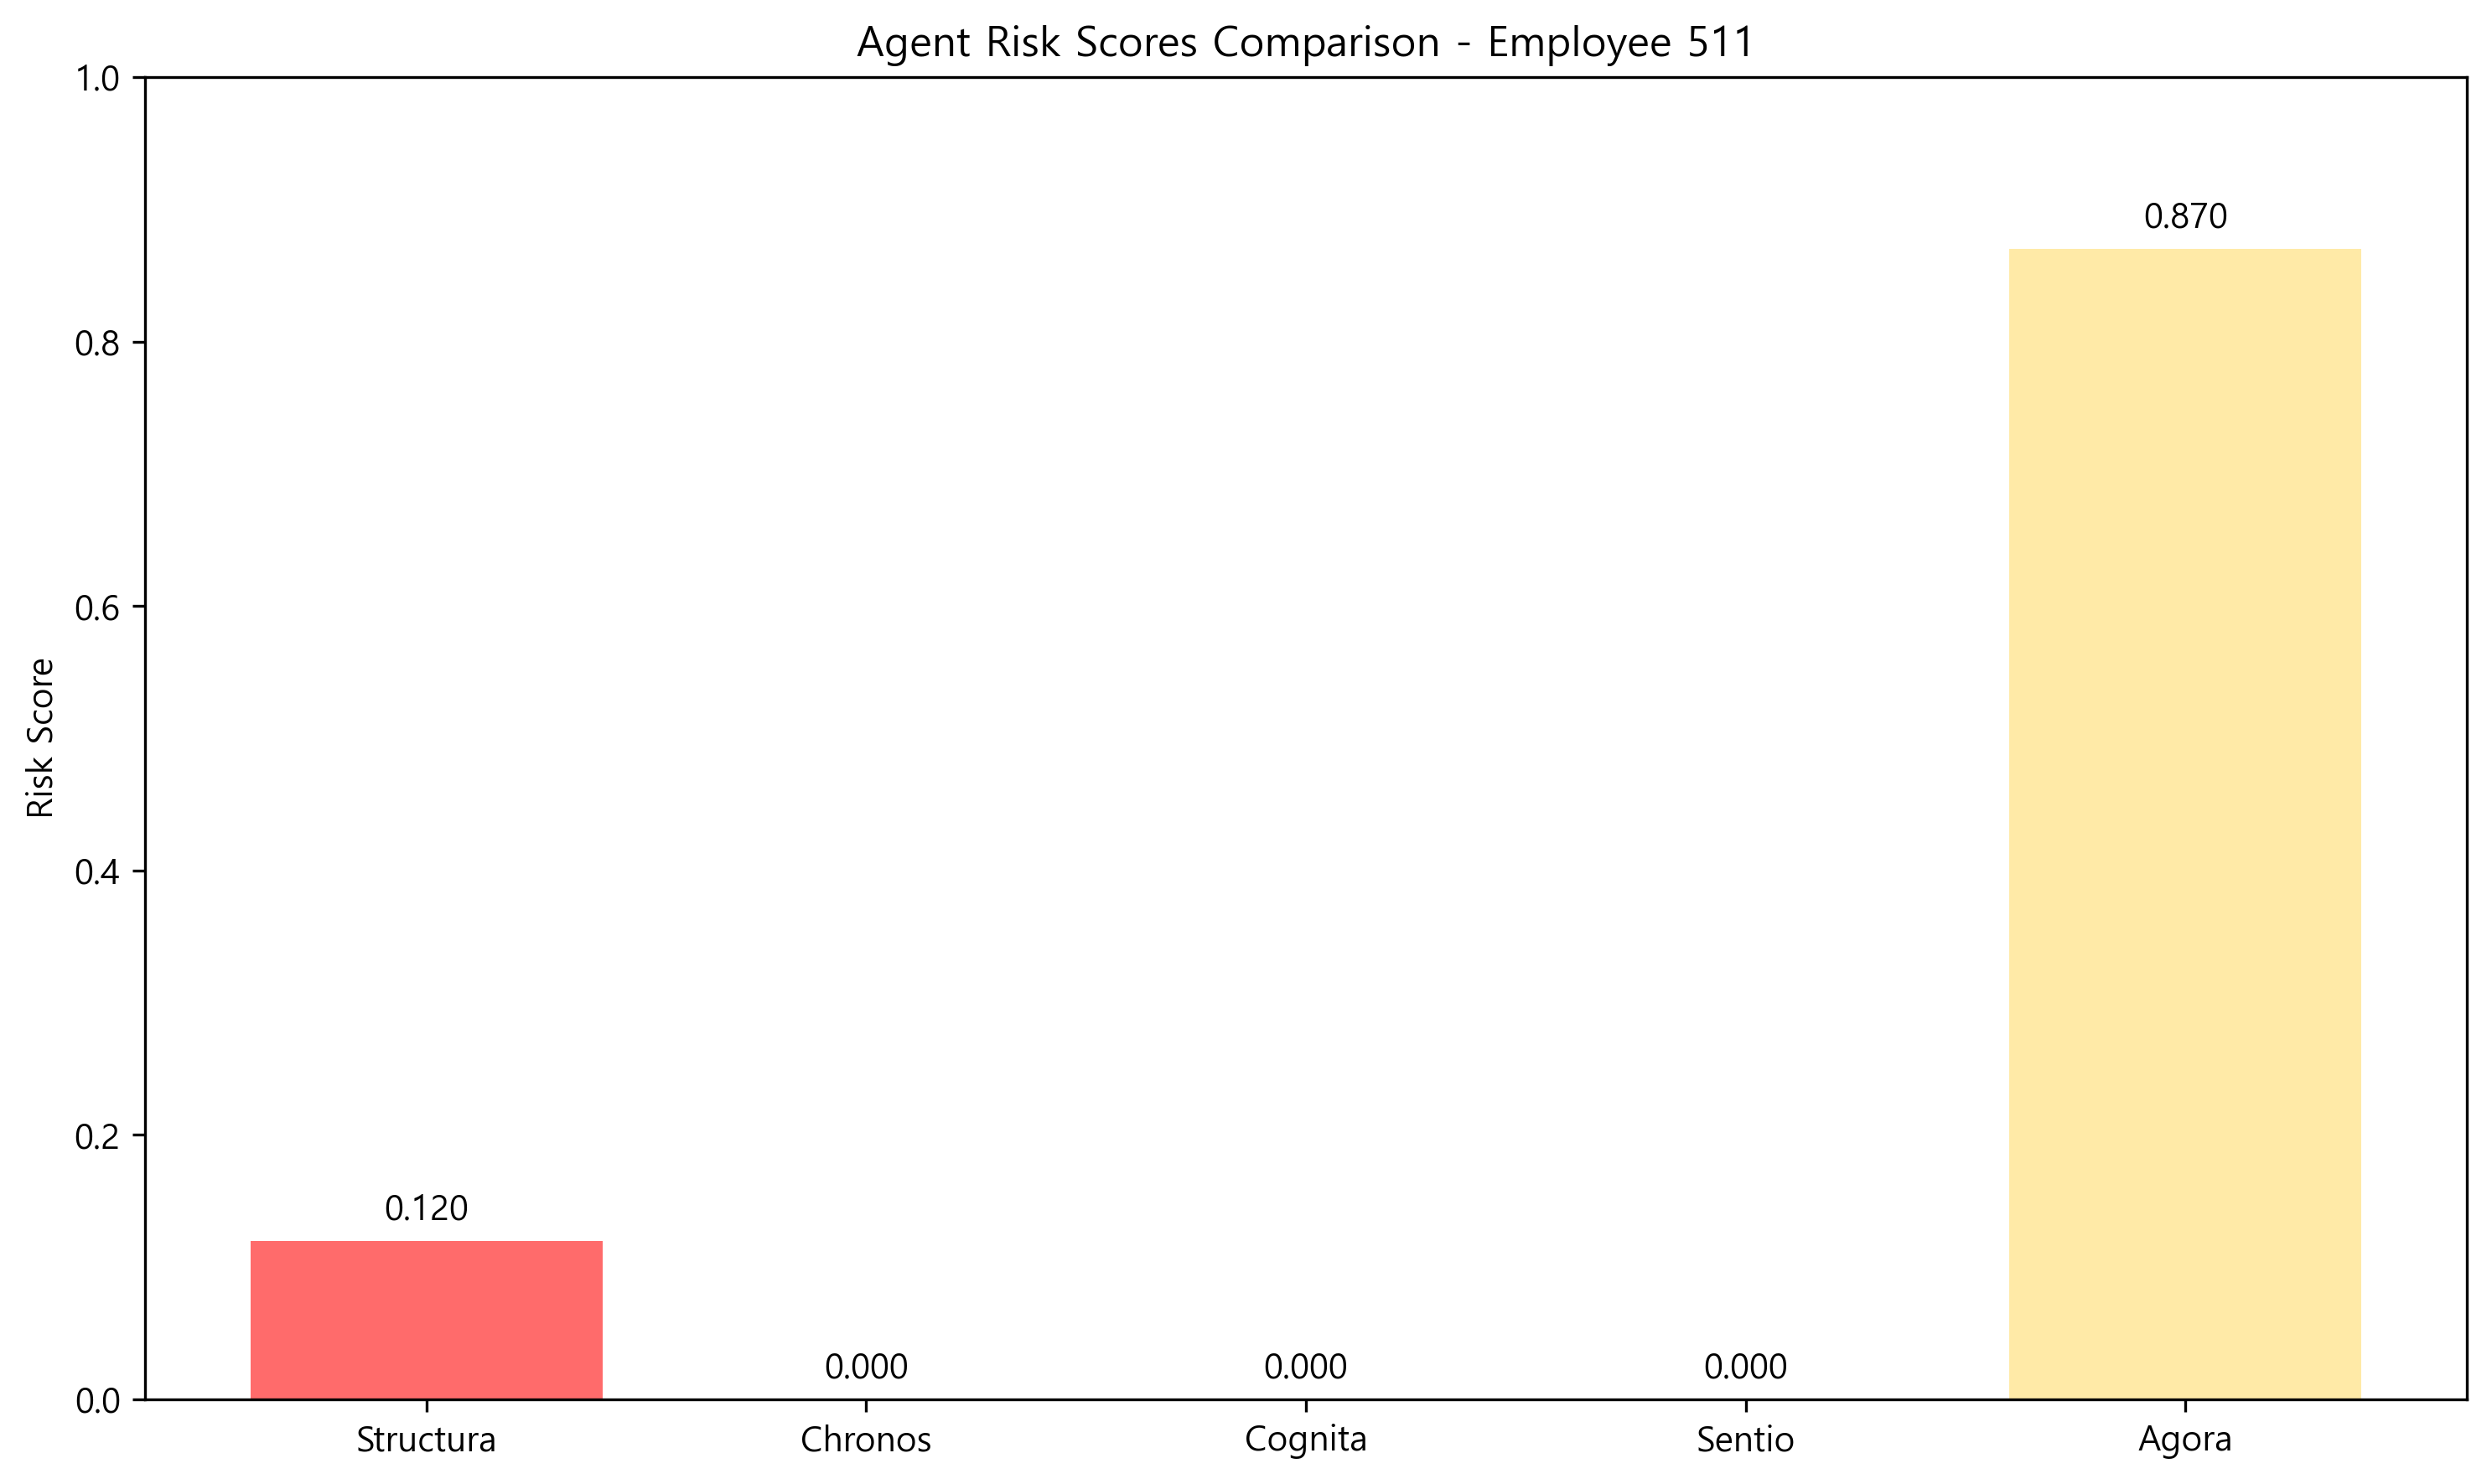 Agent Risk Scores Comparison - Employee 511
1.0
0.8
0.6
0.4
0.2
0.0
Risk Score
0.120
0.000
0.000
0.000
0.870
Structura
Chronos
Cognita
Sentio
Agora